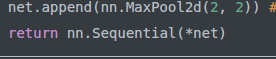 net.append(nn.MaxPool2d(2, 2)) #
return nn.Sequential(*net)